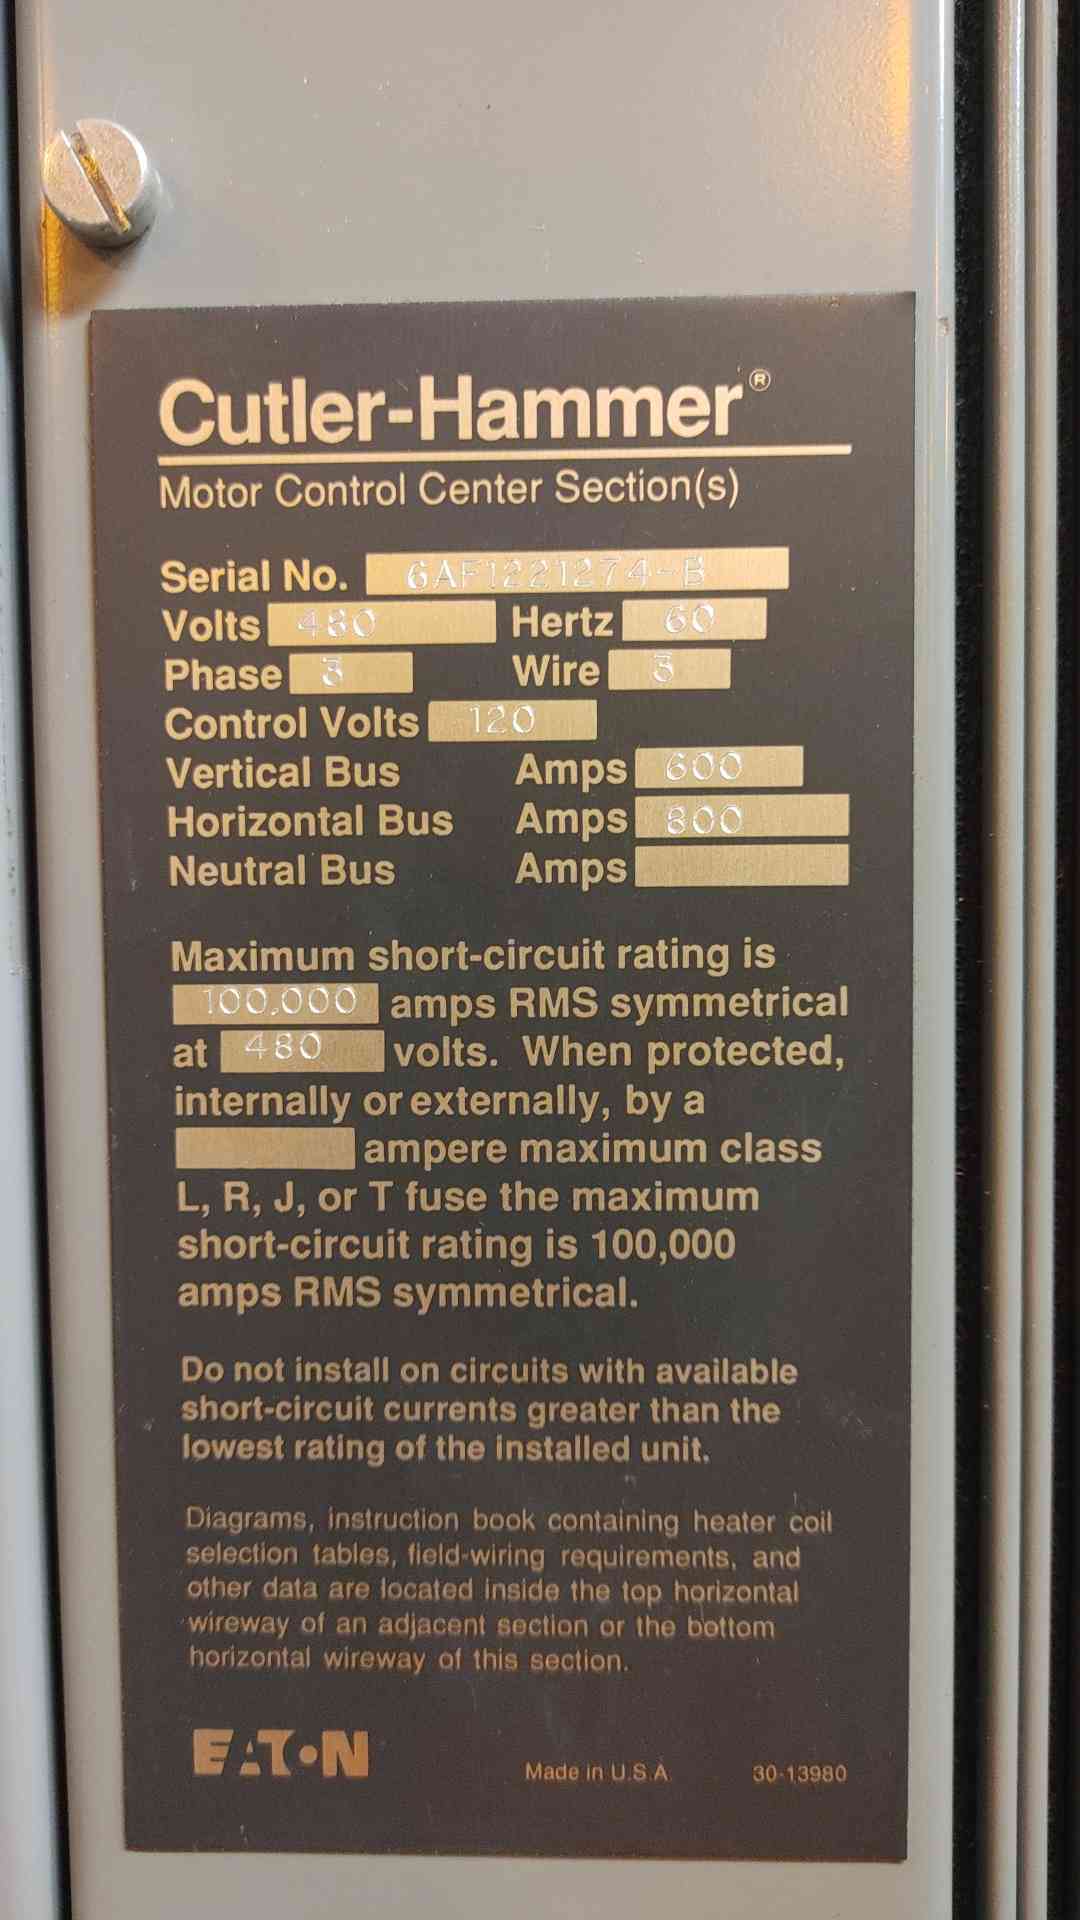 Cutler-Hammer®
Motor Control Center Section(s)
Serial No. 6AF1221274-B
Volts 480 Hertz 60
Phase 3 Wire 3
Control Volts 120
Vertical Bus Amps 600
Horizontal Bus Amps 800
Neutral Bus Amps
Maximum short-circuit rating is
100,000 amps RMS symmetrical
at 480 volts. When protected,
internally or externally, by a
ampere maximum class
L, R, J, or T fuse the maximum
short-circuit rating is 100,000
amps RMS symmetrical.
Do not install on circuits with available
short-circuit currents greater than the
lowest rating of the installed unit.
Diagrams, instruction book containing heater coil
selection tables, field-wiring requirements, and
other data are located inside the top horizontal
wireway of an adjacent section or the bottom
horizontal wireway of this section.
EATON Made in U.S.A. 30-13980